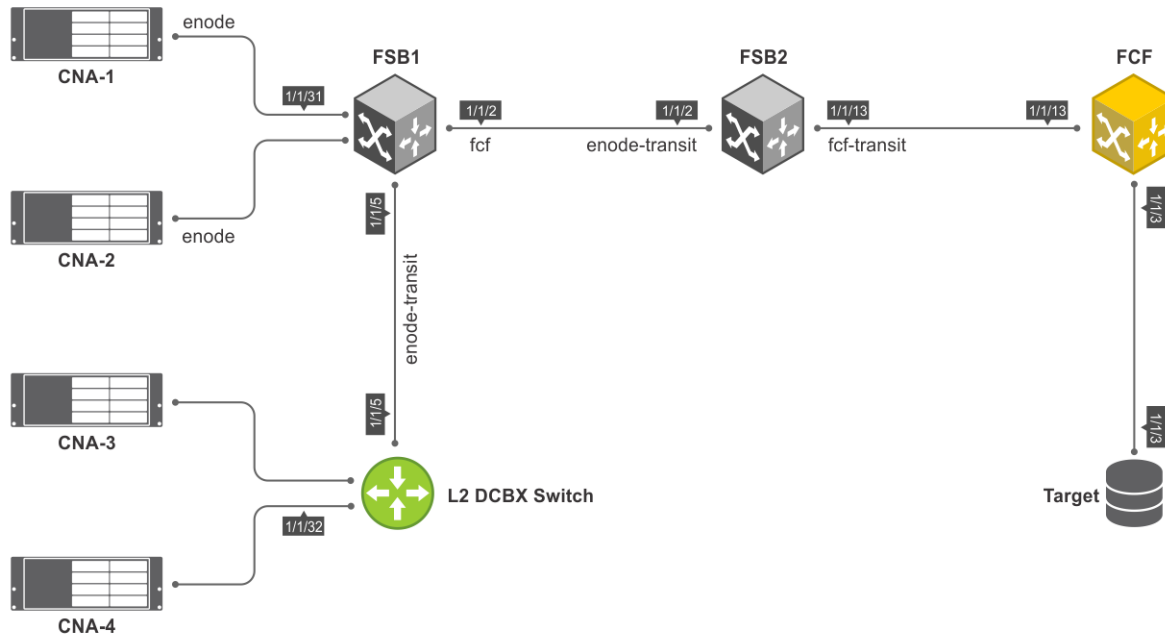 enode
CNA-1
FSB1
FSB2
FCF
1/1/31
1/1/2
1/1/2
1/1/13
1/1/13
fcf
enode-transit
fcf-transit
enode
CNA-2
1/1/5
1/1/3
enode-transit
CNA-3
1/1/5
1/1/3
L2 DCBX Switch
Target
1/1/32
CNA-4